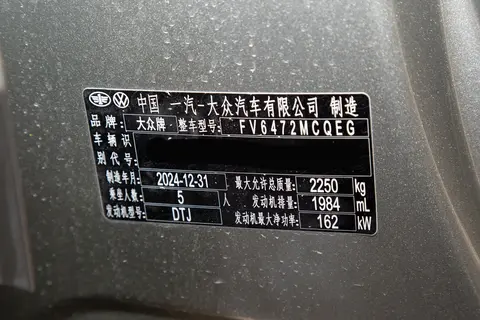 中国 一汽-大众汽车有限公司 制造
品牌: 大众牌 整车型号: FV6472MCQEG
车辆识
别代号:
制造年月: 2024-12-31 最大允许总质量: 2250 kg
乘坐人数: 5 人 发动机排量: 1984 mL
发动机型号: DTJ 发动机最大净功率: 162 kW